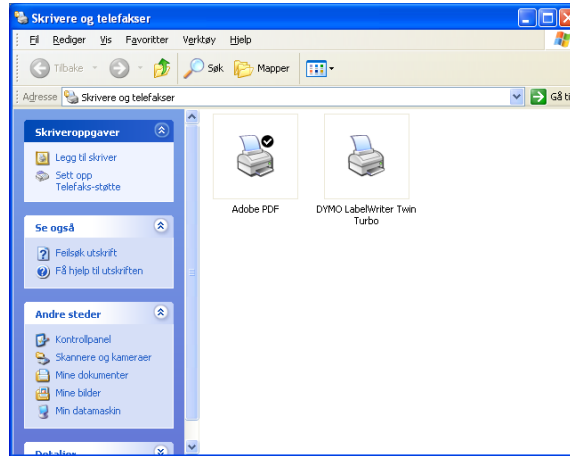 Skrivere og telefakser
Fil Rediger Vis Favoritter Verktøy Hjelp
Tilbake Søk Mapper
Adresse Skrivere og telefakser Gå ti
Skriveroppgaver
Legg til skriver
Sett opp
Telefaks-støtte
Se også
Feilsøk utskrift
Få hjelp til utskriften
Andre steder
Kontrollpanel
Skannere og kameraer
Mine dokumenter
Mine bilder
Min datamaskin
Detaljer
Adobe PDF
DYMO LabelWriter Twin
Turbo